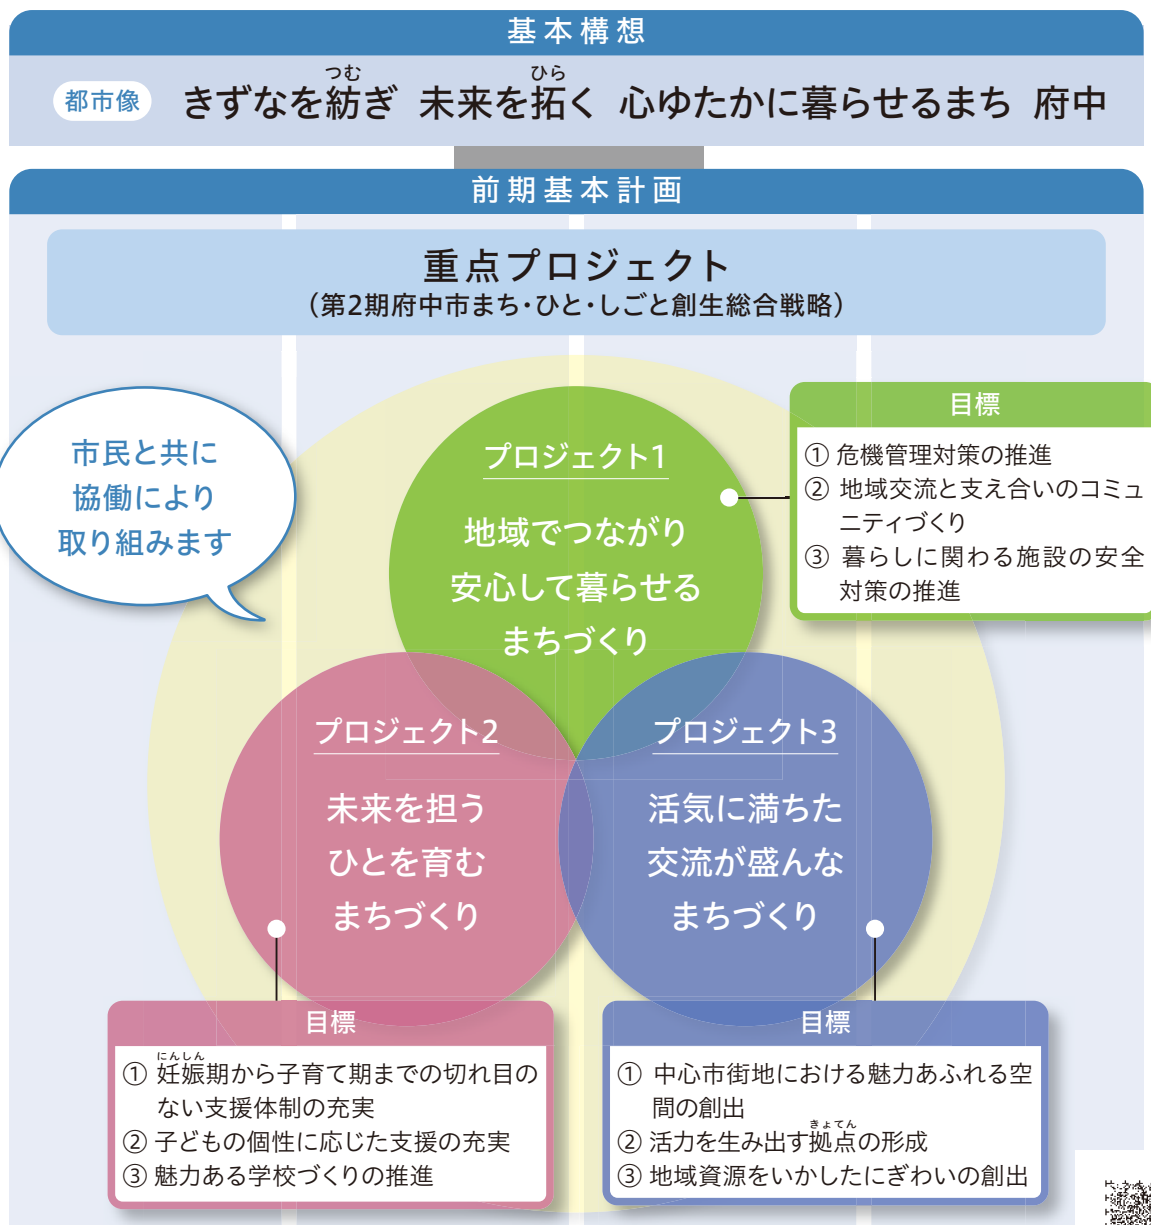 基本構想
都市像 きずなを紡ぎ 未来を拓く 心ゆたかに暮らせるまち 府中
つむ ひら
前期基本計画
重点プロジェクト
(第2期府中市まち・ひと・しごと創生総合戦略)
市民と共に
協働により
取り組みます
プロジェクト1
地域でつながり
安心して暮らせる
まちづくり
目標
① 危機管理対策の推進
② 地域交流と支え合いのコミュ
ニティづくり
③ 暮らしに関わる施設の安全
対策の推進
プロジェクト2
未来を担う
ひとを育む
まちづくり
プロジェクト3
活気に満ちた
交流が盛んな
まちづくり
目標
にんしん
① 妊娠期から子育て期までの切れ目の
ない支援体制の充実
② 子どもの個性に応じた支援の充実
③ 魅力ある学校づくりの推進
目標
① 中心市街地における魅力あふれる空
間の創出
きょてん
② 活力を生み出す拠点の形成
③ 地域資源をいかしたにぎわいの創出